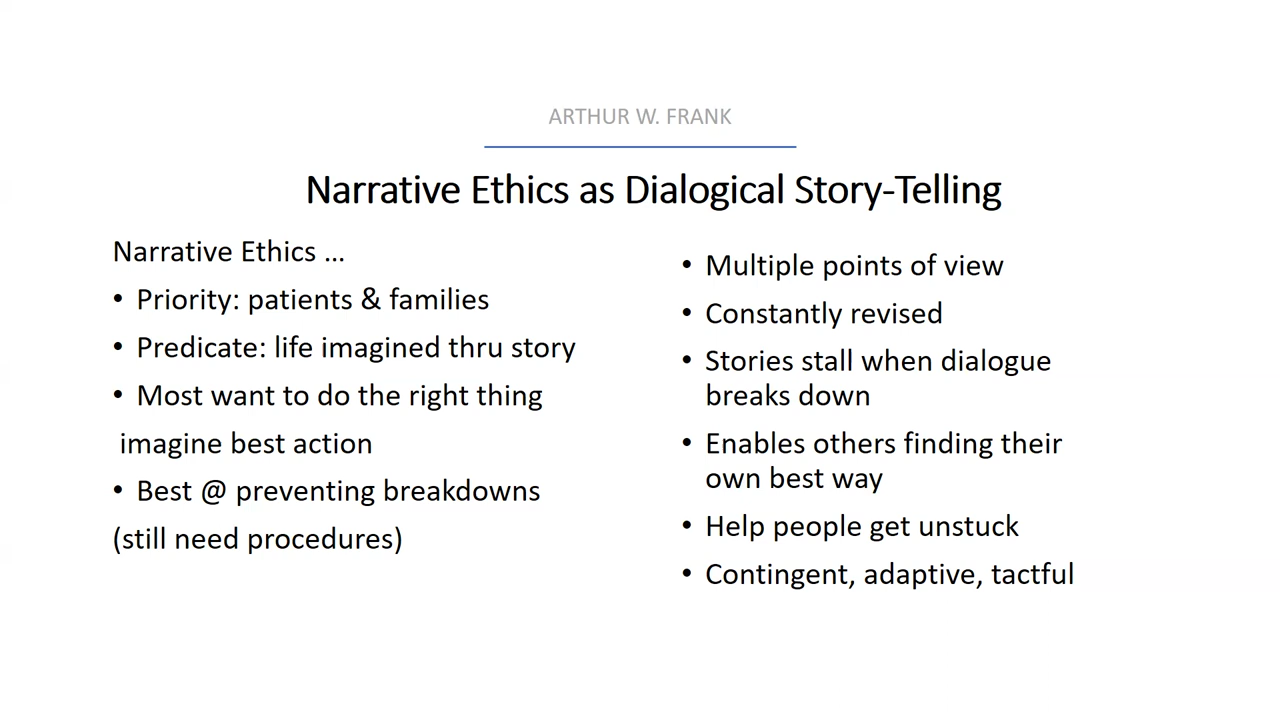 ARTHUR W. FRANK
Narrative Ethics as Dialogical Story-Telling
Narrative Ethics ...
• Priority: patients & families
• Predicate: life imagined thru story
• Most want to do the right thing
imagine best action
• Best @ preventing breakdowns
(still need procedures)
• Multiple points of view
• Constantly revised
• Stories stall when dialogue
breaks down
• Enables others finding their
own best way
• Help people get unstuck
• Contingent, adaptive, tactful